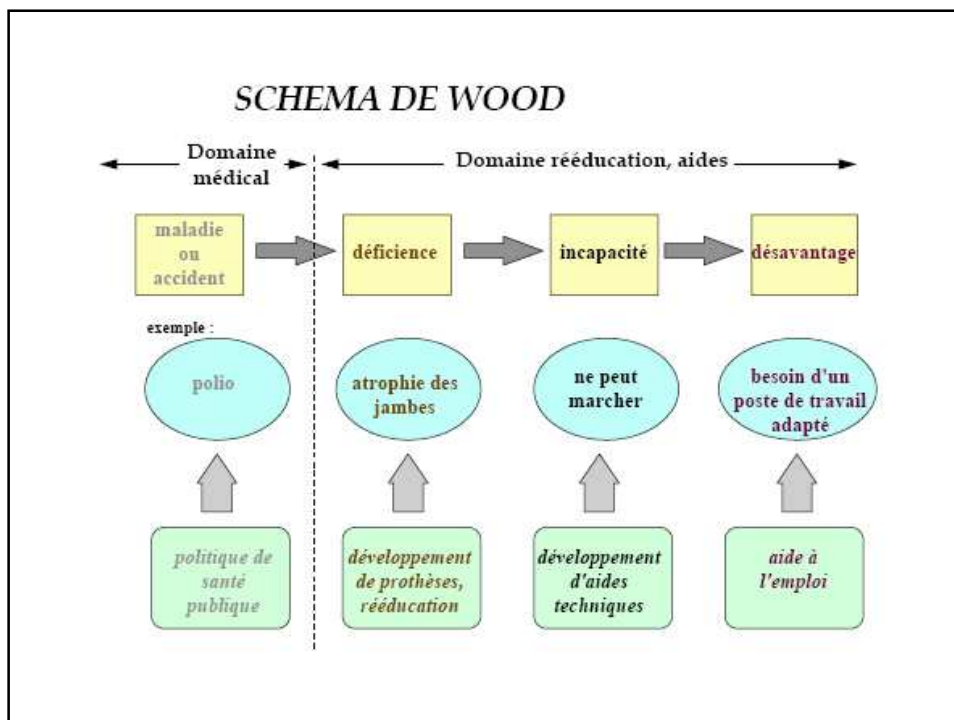 SCHEMA DE WOOD
Domaine
médical
Domaine rééducation, aides
maladie
ou
accident
déficience
incapacité
désavantage
exemple :
polio
atrophie des
jambes
ne peut
marcher
besoin d'un
poste de travail
adapté
politique de
santé
publique
développement
de prothèses,
rééducation
développement
d'aides
techniques
aide à
l'emploi